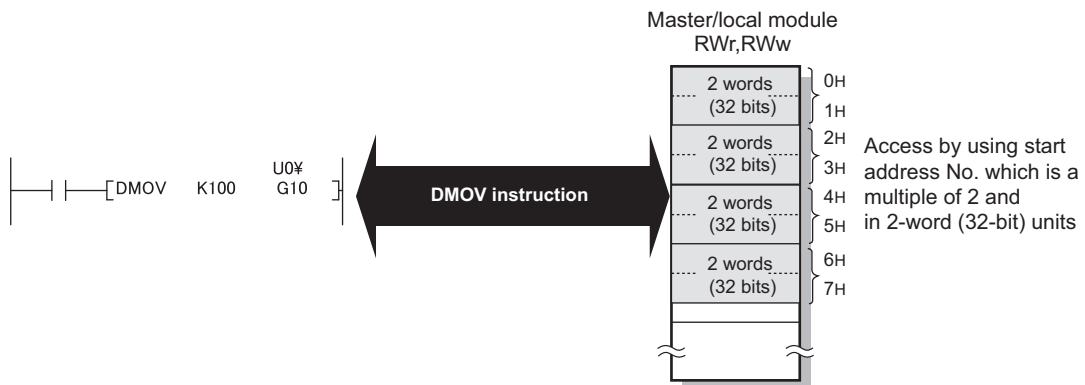 Master/local module
RWr,RWw
2 words
(32 bits)
0H
1H
2 words
(32 bits)
2H
3H
2 words
(32 bits)
4H
5H
2 words
(32 bits)
6H
7H
Access by using start
address No. which is a
multiple of 2 and
in 2-word (32-bit) units
U0¥
DMOV K100 G10
DMOV instruction